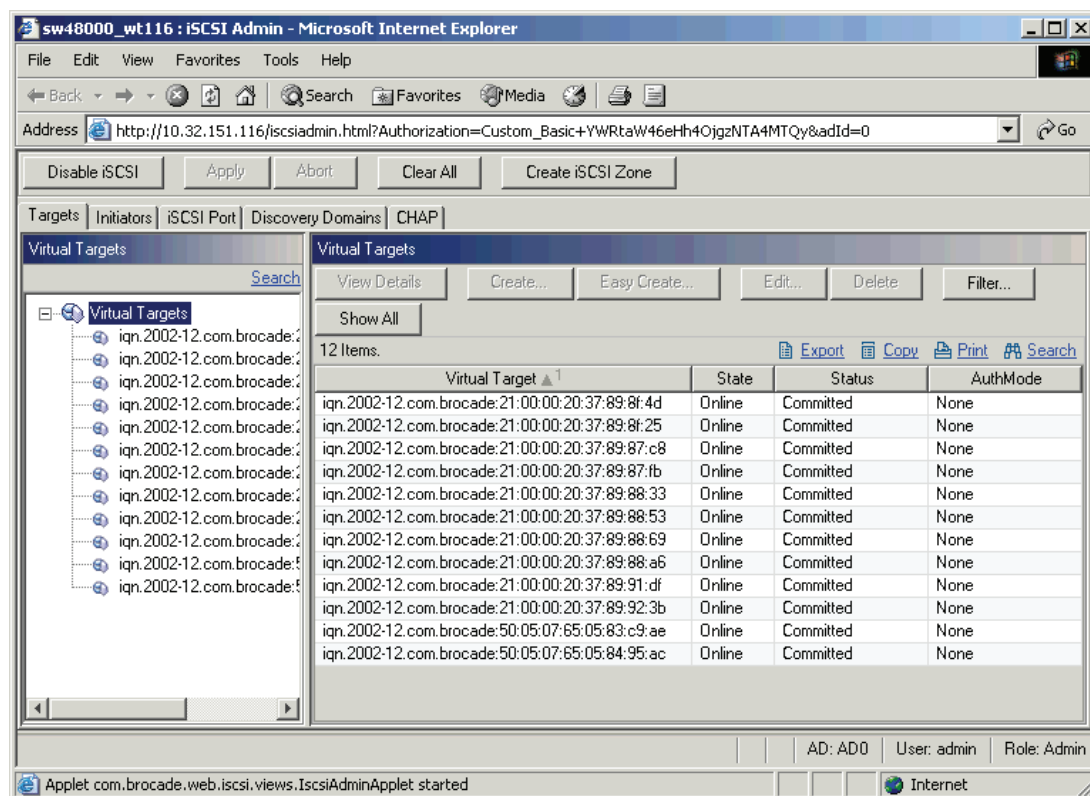 sw48000_wt116 : iSCSI Admin - Microsoft Internet Explorer
File Edit View Favorites Tools Help
Back Search Favorites Media
Address http://10.32.151.116/iscsiadmin.html?Authorization=Custom_Basic+YWRtaW46eHh4OjgzNTA4MTQy&adId=0 Go
Disable iSCSI Apply Abort Clear All Create iSCSI Zone
Targets Initiators iSCSI Port Discovery Domains CHAP
Virtual Targets
Search
Virtual Targets
iqn.2002-12.com.brocade:2
iqn.2002-12.com.brocade:2
iqn.2002-12.com.brocade:2
iqn.2002-12.com.brocade:2
iqn.2002-12.com.brocade:2
iqn.2002-12.com.brocade:2
iqn.2002-12.com.brocade:2
iqn.2002-12.com.brocade:2
iqn.2002-12.com.brocade:2
iqn.2002-12.com.brocade:2
iqn.2002-12.com.brocade:5
iqn.2002-12.com.brocade:5
Virtual Targets
View Details Create... Easy Create... Edit... Delete Filter...
Show All
12 Items. Export Copy Print Search
Virtual Target 1 State Status AuthMode
iqn.2002-12.com.brocade:21:00:00:20:37:89:8f:4d Online Committed None
iqn.2002-12.com.brocade:21:00:00:20:37:89:8f:25 Online Committed None
iqn.2002-12.com.brocade:21:00:00:20:37:89:87:c8 Online Committed None
iqn.2002-12.com.brocade:21:00:00:20:37:89:87:fb Online Committed None
iqn.2002-12.com.brocade:21:00:00:20:37:89:88:33 Online Committed None
iqn.2002-12.com.brocade:21:00:00:20:37:89:88:53 Online Committed None
iqn.2002-12.com.brocade:21:00:00:20:37:89:88:69 Online Committed None
iqn.2002-12.com.brocade:21:00:00:20:37:89:88:a6 Online Committed None
iqn.2002-12.com.brocade:21:00:00:20:37:89:91:df Online Committed None
iqn.2002-12.com.brocade:21:00:00:20:37:89:92:3b Online Committed None
iqn.2002-12.com.brocade:50:05:07:65:05:83:c9:ae Online Committed None
iqn.2002-12.com.brocade:50:05:07:65:05:84:95:ac Online Committed None
AD: AD0 User: admin Role: Admin
Applet com.brocade.web.iscsi.views.IscsiAdminApplet started Internet